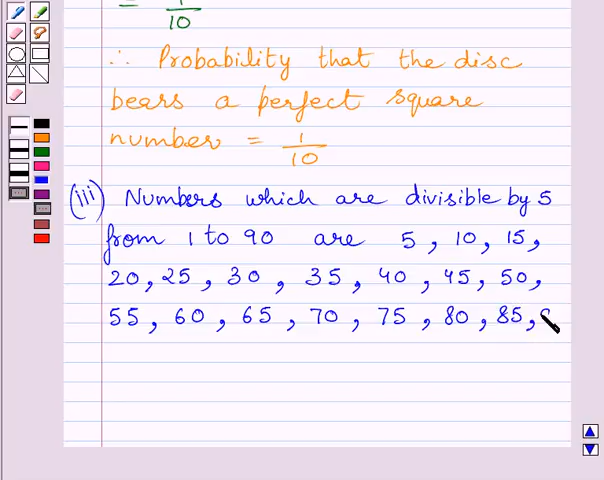 = 1/10
∴ Probability that the disc
bears a perfect square
number = 1/10
(iii) Numbers which are divisible by 5
from 1 to 90 are 5, 10, 15,
20, 25, 30, 35, 40, 45, 50,
55, 60, 65, 70, 75, 80, 85,